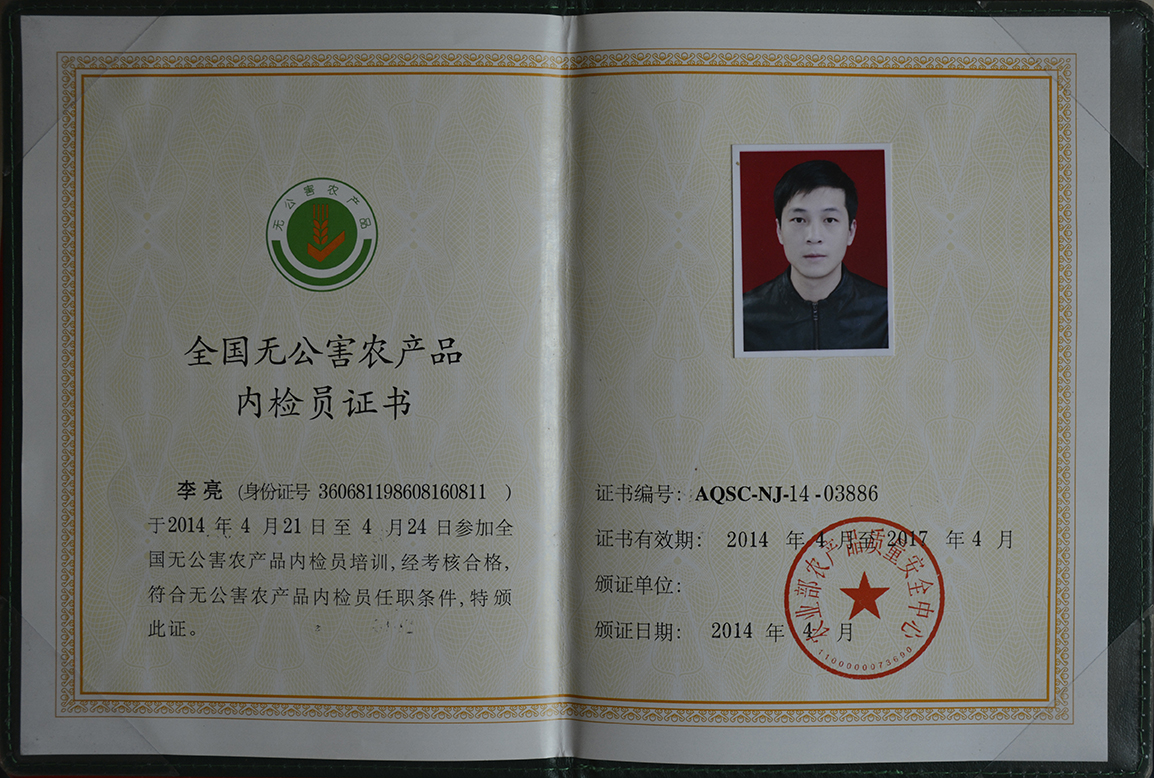 无公害农产品
全国无公害农产品
内检员证书
李亮（身份证号 360681198608160811 ）
于2014 年 4 月21 日 至 4 月24 日参加全
国无公害农产品内检员培训,经考核合格,
符合无公害农产品内检员任职条件,特颁
此证。
证书编号：AQSC-NJ-14-03886
证书有效期： 2014 年 4 月至 2017 年 4 月
颁证单位：
颁证日期： 2014 年 4 月
农业部农产品质量安全中心
1100000073690